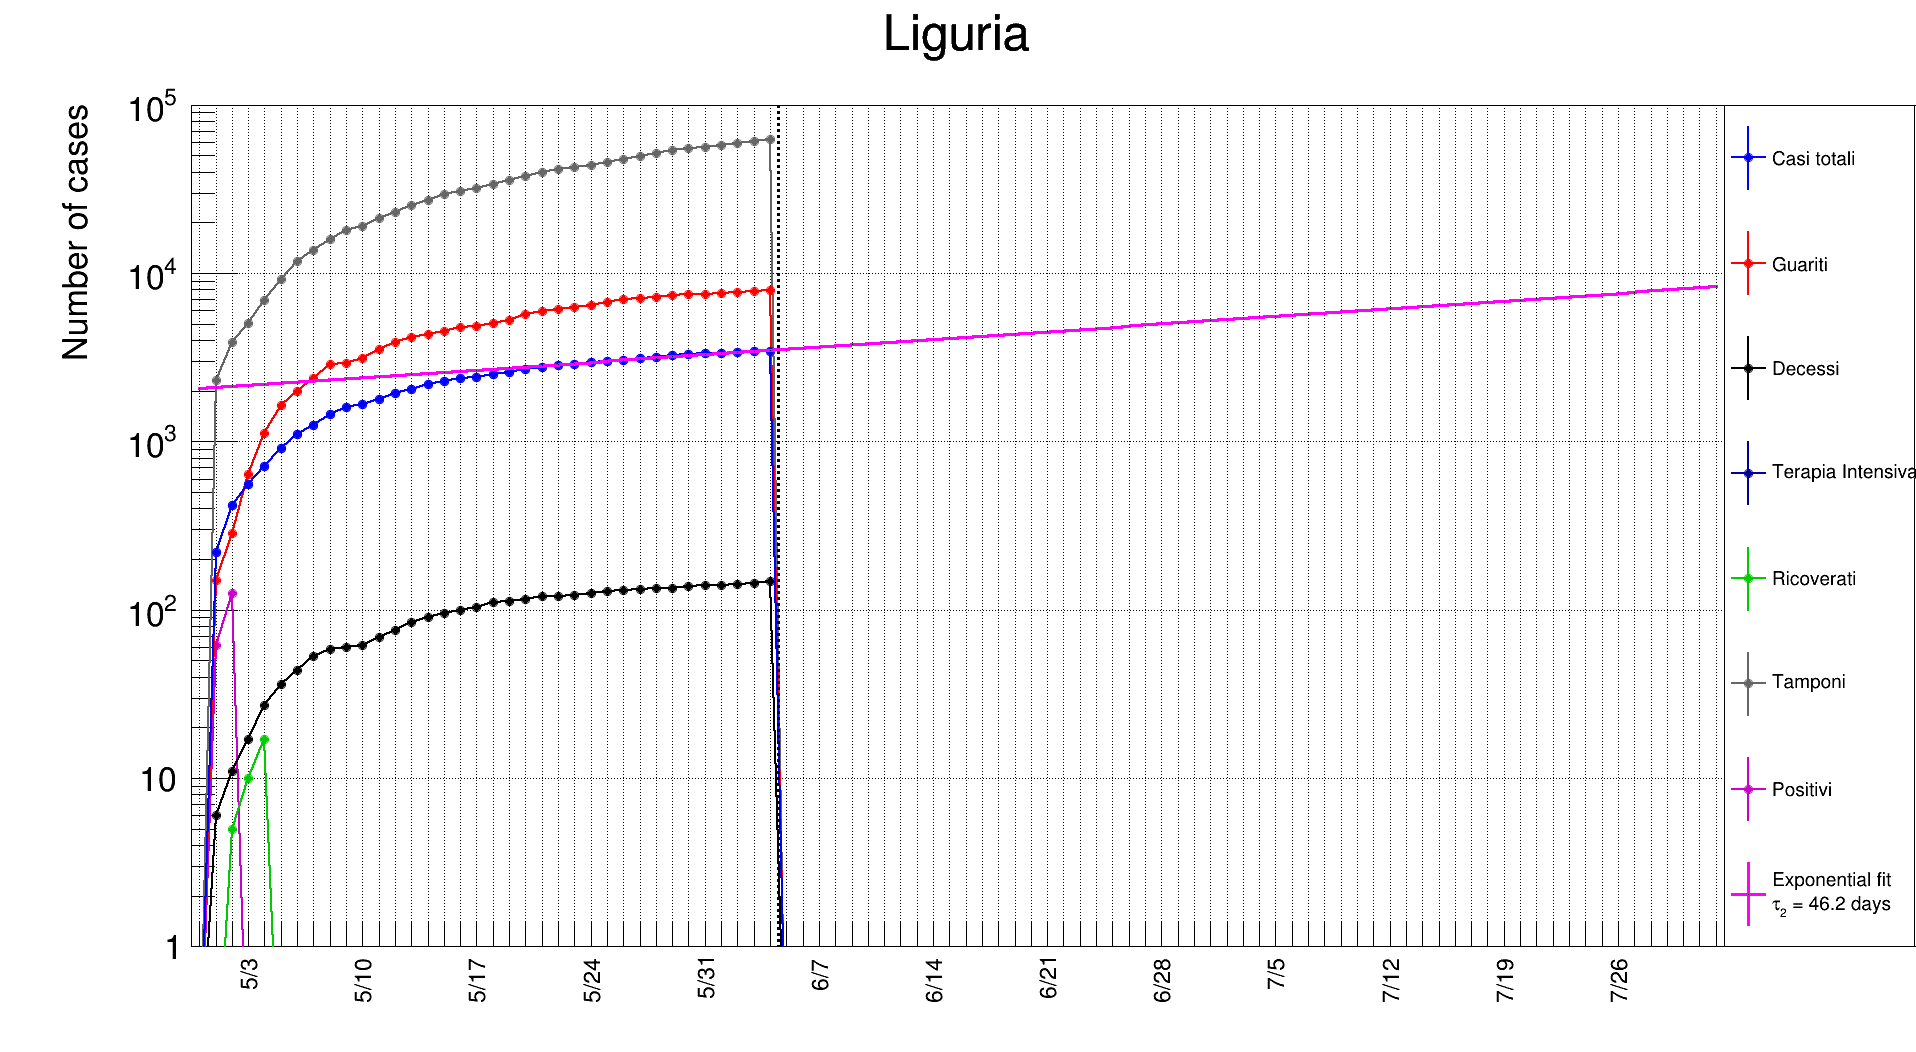 Liguria
Number of cases
10^5
10^4
10^3
10^2
10
1
5/3
5/10
5/17
5/24
5/31
6/7
6/14
6/21
6/28
7/5
7/12
7/19
7/26
Casi totali
Guariti
Decessi
Terapia Intensiva
Ricoverati
Tamponi
Positivi
Exponential fit
τ_2 = 46.2 days